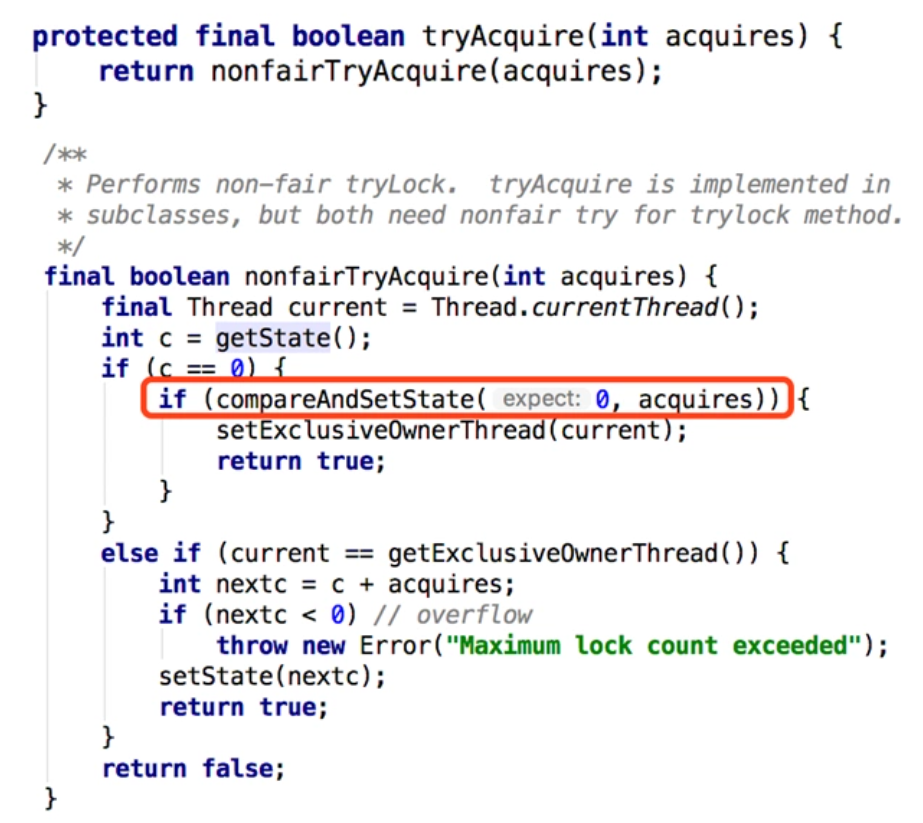 protected final boolean tryAcquire(int acquires) {
    return nonfairTryAcquire(acquires);
}
/**
 * Performs non-fair tryLock.  tryAcquire is implemented in
 * subclasses, but both need nonfair try for trylock method.
 */
final boolean nonfairTryAcquire(int acquires) {
    final Thread current = Thread.currentThread();
    int c = getState();
    if (c == 0) {
        if (compareAndSetState( expect: 0, acquires)) {
            setExclusiveOwnerThread(current);
            return true;
        }
    }
    else if (current == getExclusiveOwnerThread()) {
        int nextc = c + acquires;
        if (nextc < 0) // overflow
            throw new Error("Maximum lock count exceeded");
        setState(nextc);
        return true;
    }
    return false;
}